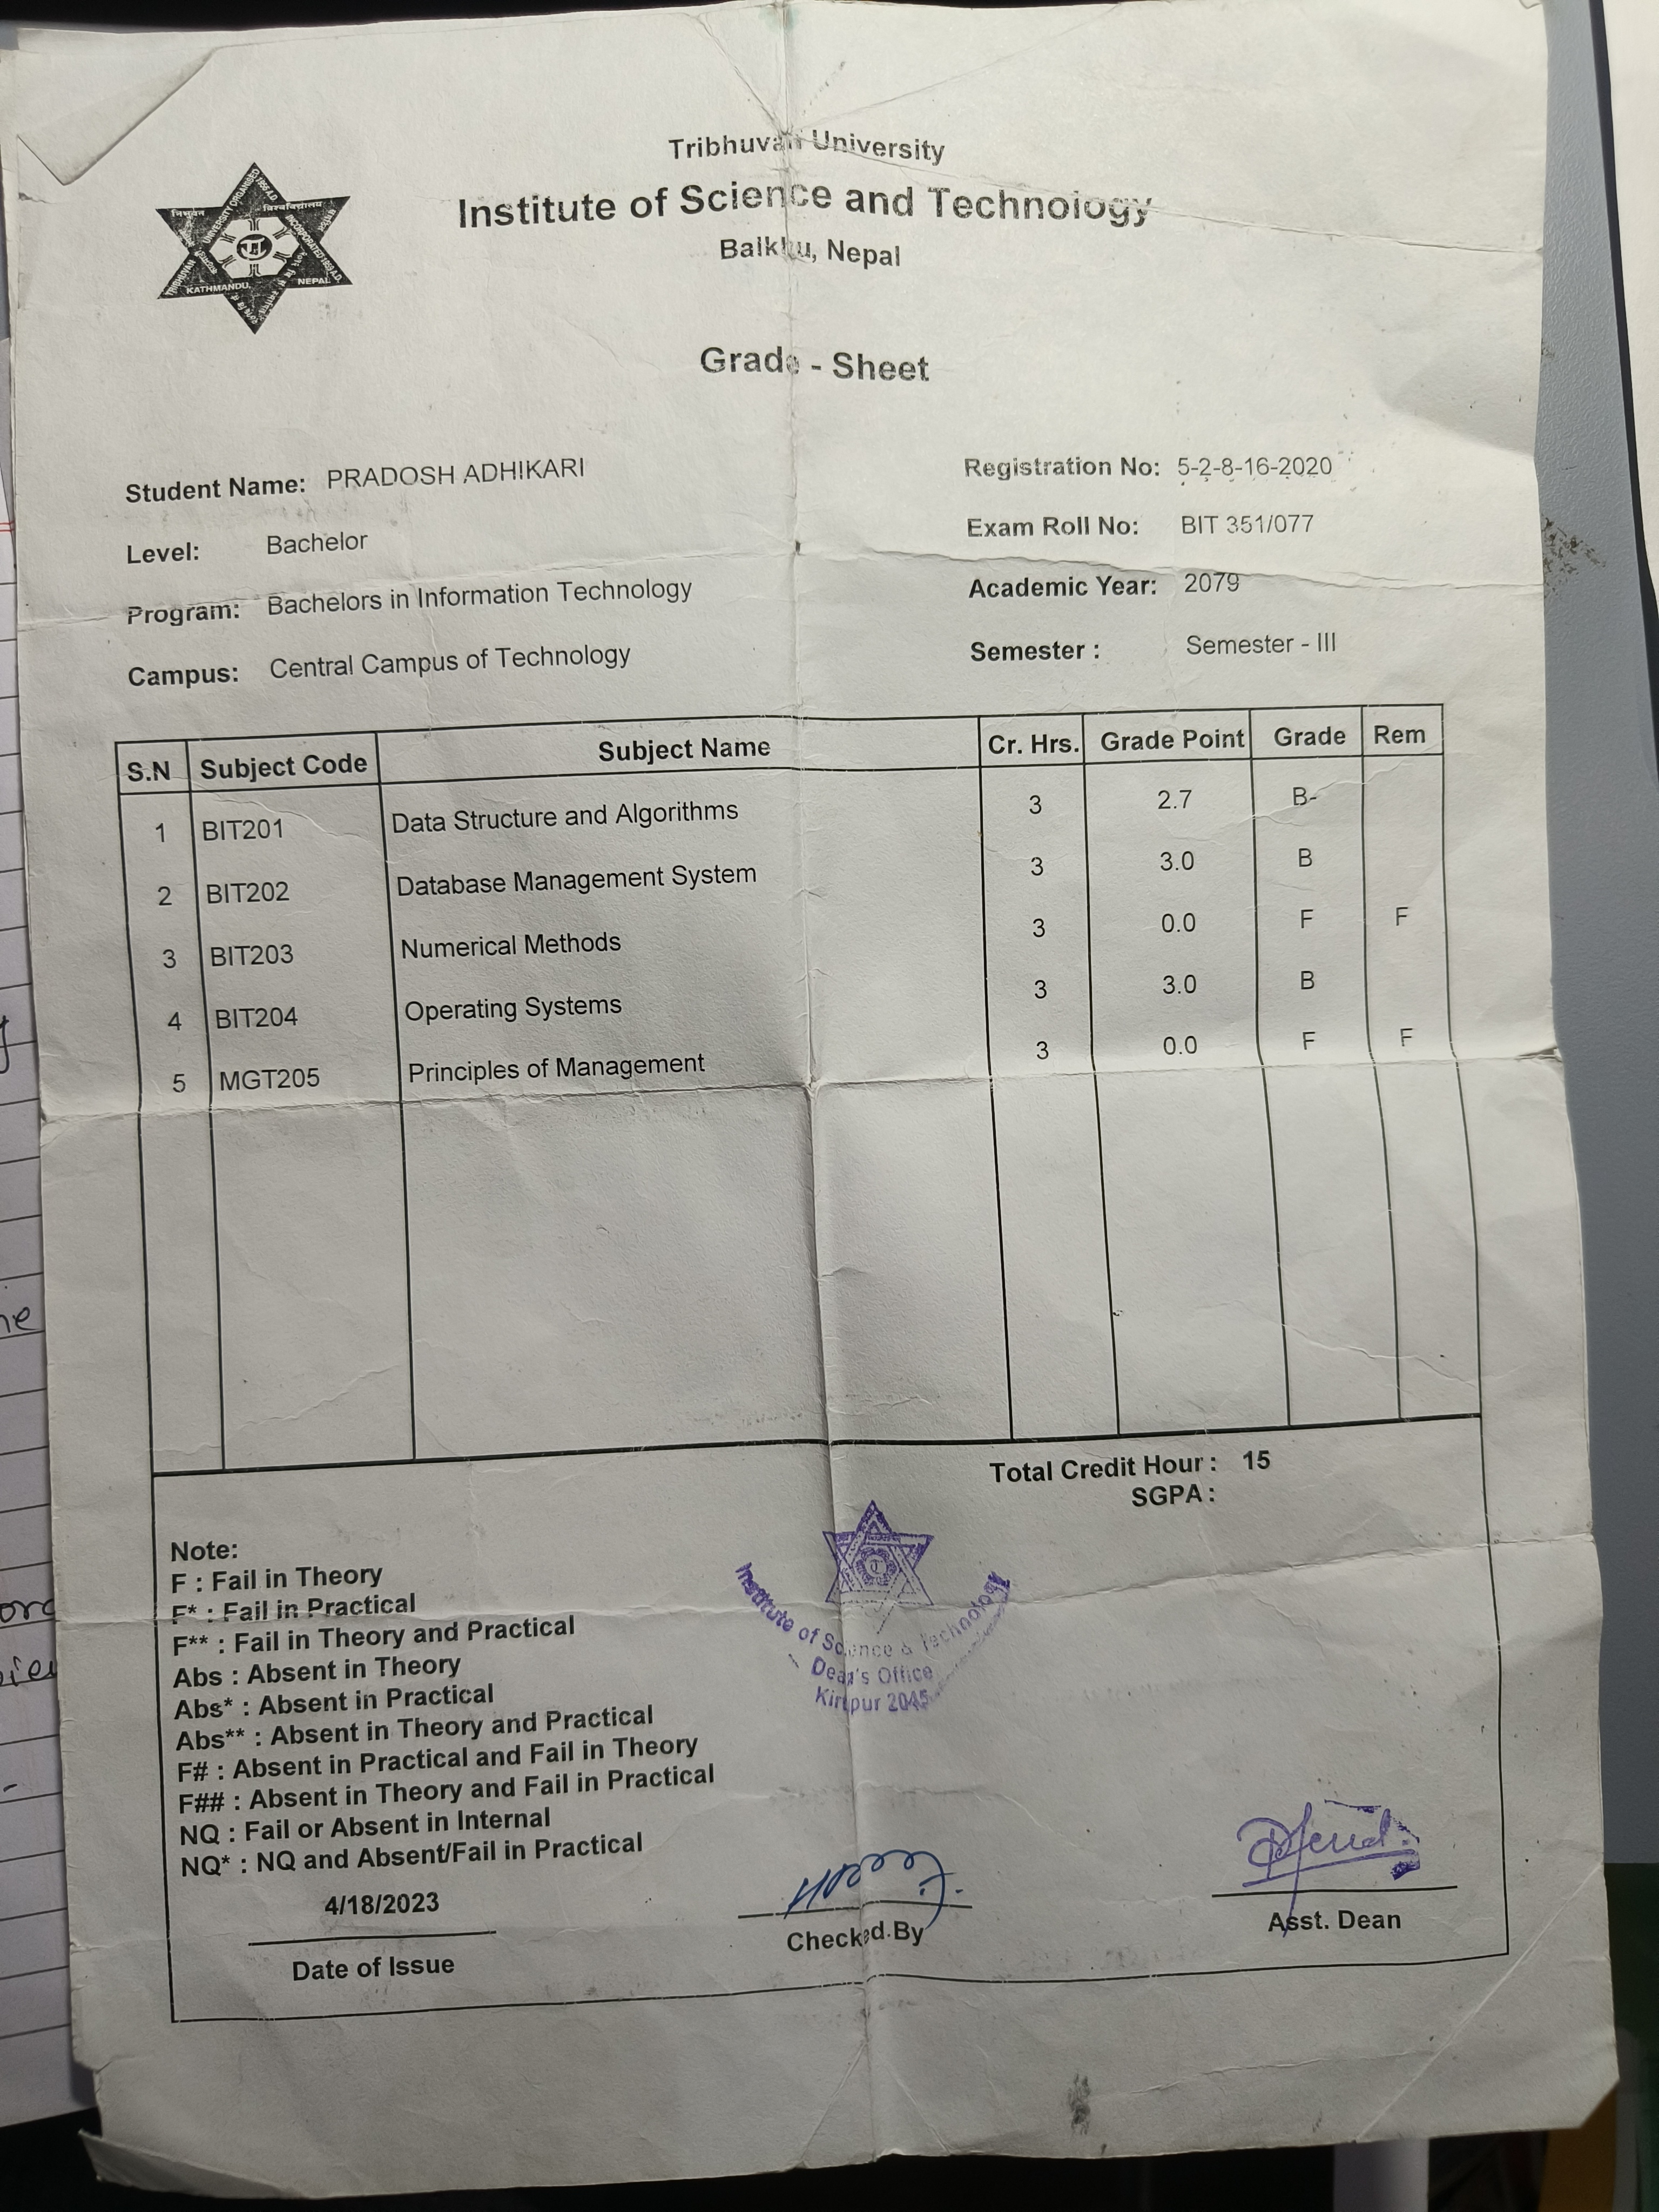 Tribhuvan University
Institute of Science and Technology
Balkhu, Nepal
Grade - Sheet
त्रिभुवन विश्वविद्यालय
TRIBHUVAN UNIVERSITY ORGANISED
INCORPORATED 1959 A.D.
KATHMANDU, NEPAL
Student Name: PRADOSH ADHIKARI
Registration No: 5-2-8-16-2020
Level: Bachelor
Exam Roll No: BIT 351/077
Program: Bachelors in Information Technology
Academic Year: 2079
Campus: Central Campus of Technology
Semester : Semester - III
S.N Subject Code Subject Name Cr. Hrs. Grade Point Grade Rem
1 BIT201 Data Structure and Algorithms 3 2.7 B-
2 BIT202 Database Management System 3 3.0 B
3 BIT203 Numerical Methods 3 0.0 F F
4 BIT204 Operating Systems 3 3.0 B
5 MGT205 Principles of Management 3 0.0 F F
Total Credit Hour : 15
SGPA :
Note:
F : Fail in Theory
F* : Fail in Practical
F** : Fail in Theory and Practical
Abs : Absent in Theory
Abs* : Absent in Practical
Abs** : Absent in Theory and Practical
F# : Absent in Practical and Fail in Theory
F## : Absent in Theory and Fail in Practical
NQ : Fail or Absent in Internal
NQ* : NQ and Absent/Fail in Practical
Institute of Science & Technology
Dean's Office
Kirtipur 2045
4/18/2023
Date of Issue
Checked By
Asst. Dean